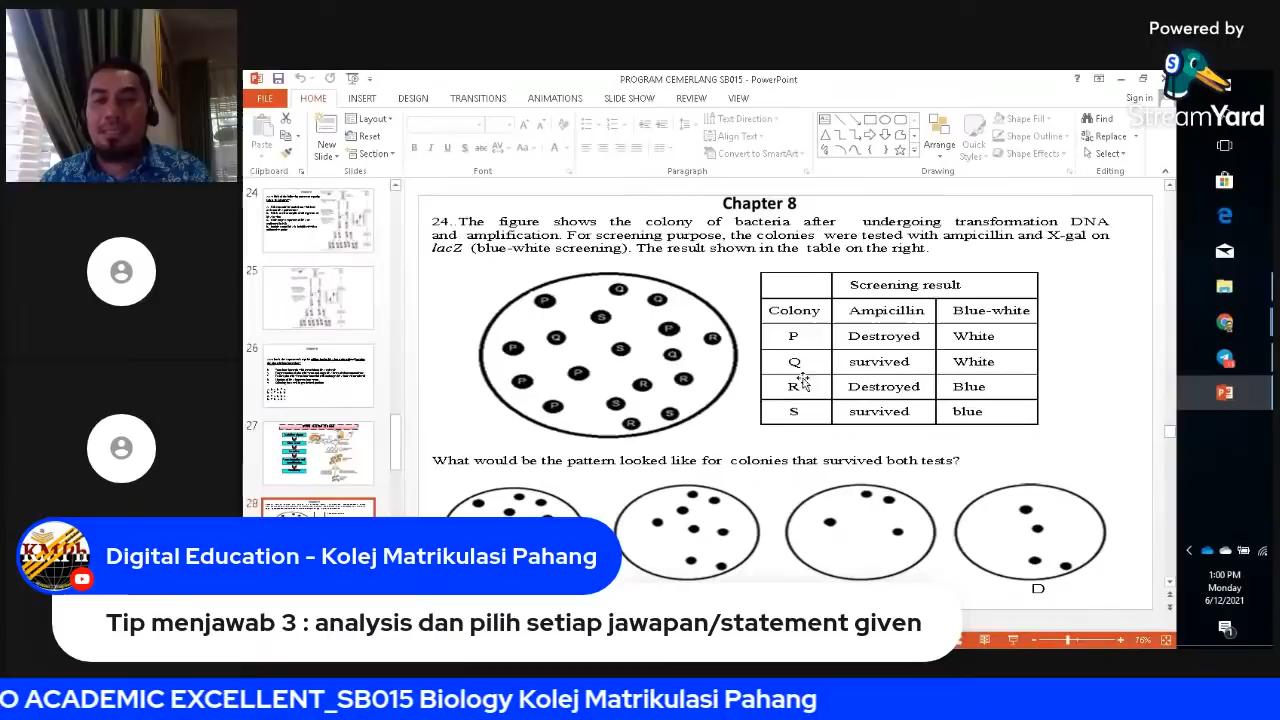 Powered by
StreamYard
PROGRAM CEMERLANG SB015 - PowerPoint
Sign in
FILE HOME INSERT DESIGN TRANSITIONS ANIMATIONS SLIDE SHOW REVIEW VIEW
Paste
New
Slide
Layout
Reset
Section
Text Direction
Align Text
Convert to SmartArt
Arrange
Quick
Styles
Shape Fill
Shape Outline
Shape Effects
Find
Replace
Select
Clipboard Slides Font Paragraph Drawing Editing
24
25
26
27
28
Chapter 8
24. The figure shows the colony of bacteria after undergoing transformation DNA
and amplification. For screening purpose, the colonies were tested with ampicillin and X-gal on
lacZ (blue-white screening). The result shown in the table on the right.
P Q Q S P R Q S Q P P P S R R P S S R
Screening result
Colony Ampicillin Blue-white
P Destroyed White
Q survived White
R Destroyed Blue
S survived blue
What would be the pattern looked like for colonies that survived both tests?
D
Digital Education – Kolej Matrikulasi Pahang
KMPh
Tip menjawab 3 : analysis dan pilih setiap jawapan/statement given
76%
1:00 PM
Monday
6/12/2021
O ACADEMIC EXCELLENT_SB015 Biology Kolej Matrikulasi Pahang